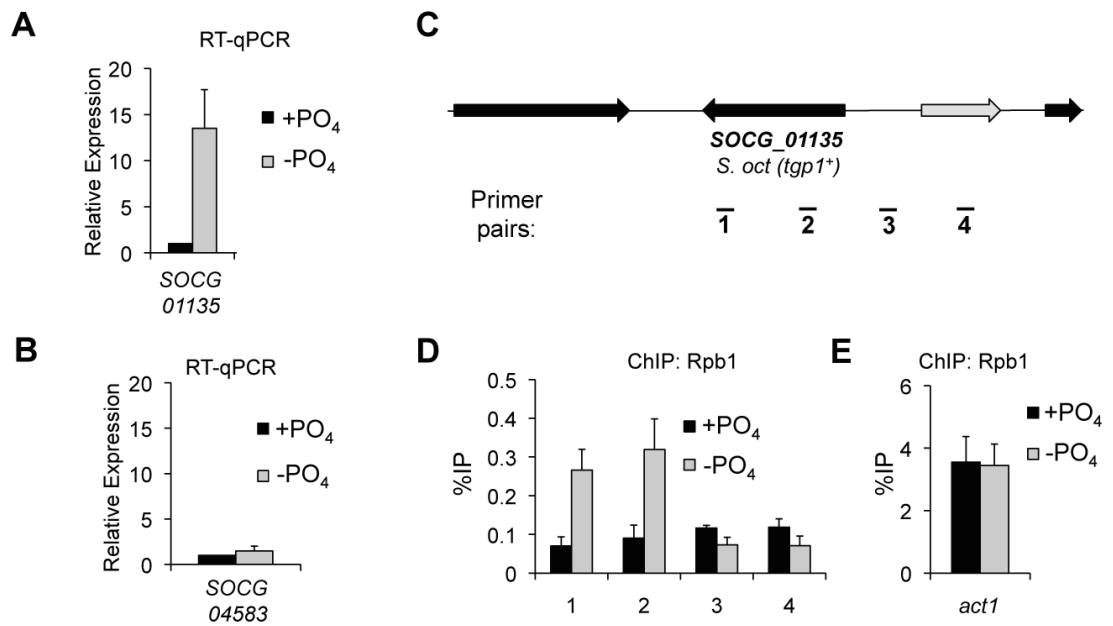 A
RT-qPCR
Relative Expression
20
15
10
5
0
+PO4
-PO4
SOCG
01135
B
RT-qPCR
Relative Expression
20
15
10
5
0
+PO4
-PO4
SOCG
04583
C
SOCG_01135
S. oct (tgp1+)
Primer
pairs:
1 2 3 4
D
ChIP: Rpb1
%IP
0.5
0.4
0.3
0.2
0.1
0
+PO4
-PO4
1 2 3 4
E
ChIP: Rpb1
%IP
6
4
2
0
+PO4
-PO4
act1